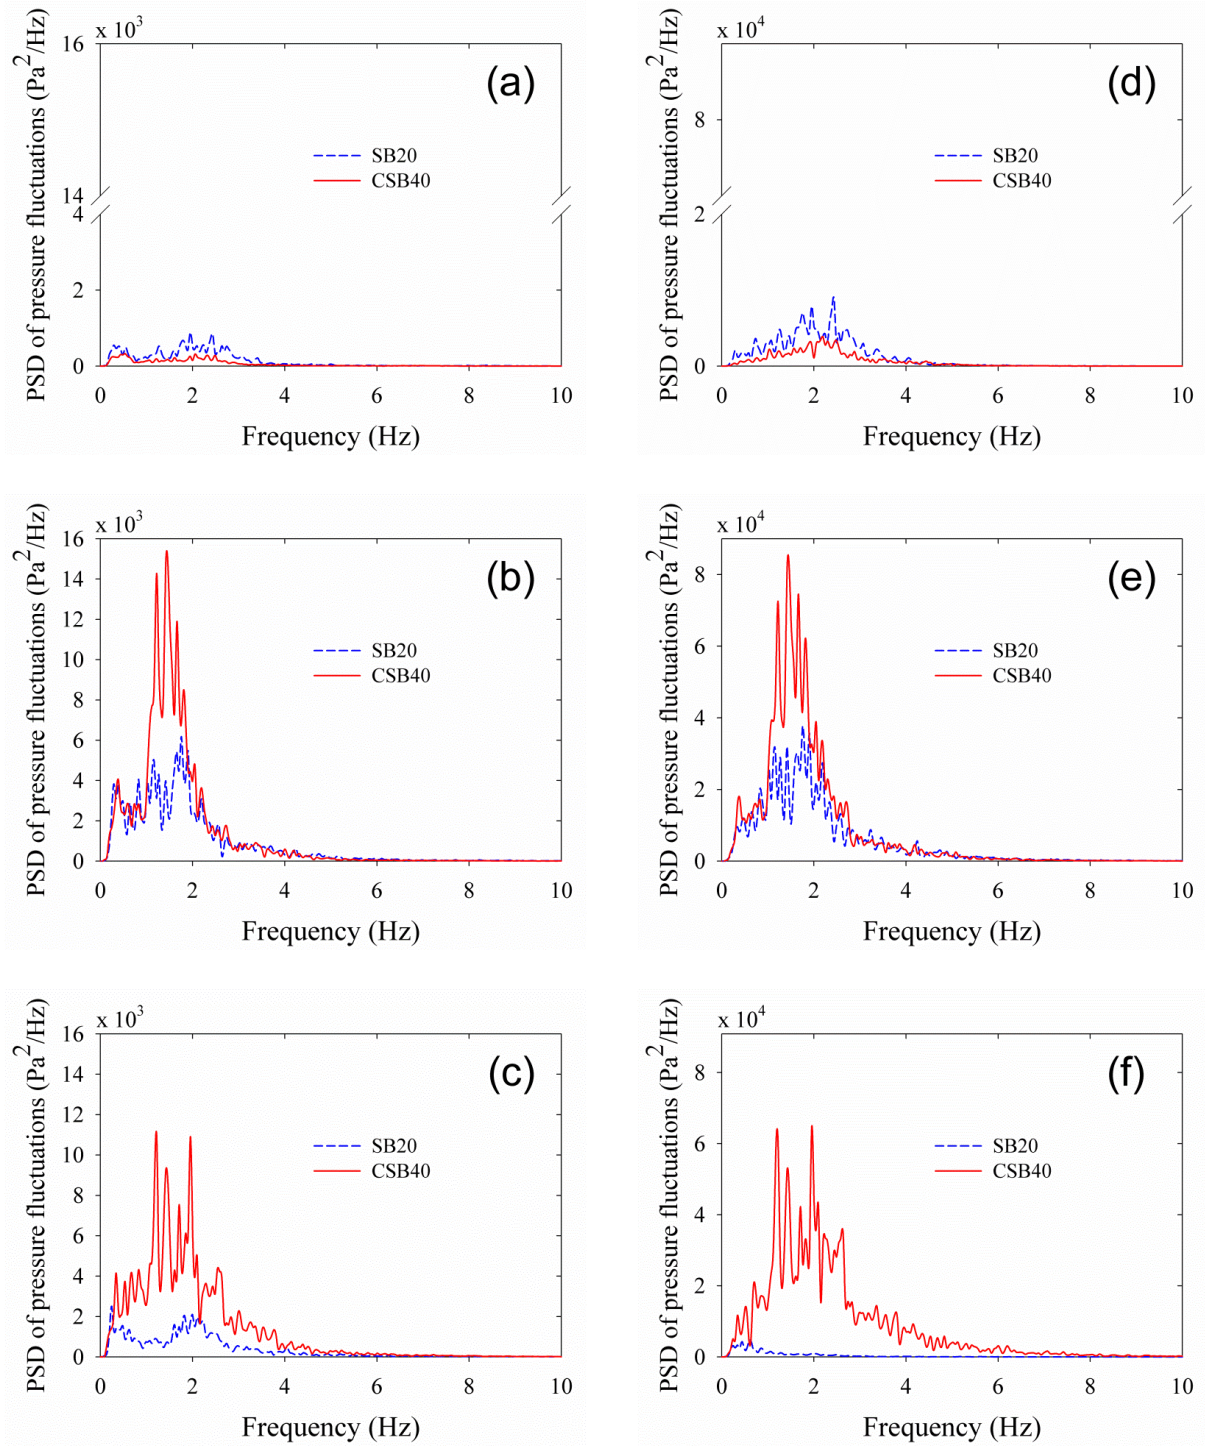 x 10³
PSD of pressure fluctuations (Pa²/Hz)
16
14
4
2
0
(a)
SB20
CSB40
0 2 4 6 8 10
Frequency (Hz)
x 10⁴
PSD of pressure fluctuations (Pa²/Hz)
8
2
0
(d)
SB20
CSB40
0 2 4 6 8 10
Frequency (Hz)
x 10³
PSD of pressure fluctuations (Pa²/Hz)
16
14
12
10
8
6
4
2
0
(b)
SB20
CSB40
0 2 4 6 8 10
Frequency (Hz)
x 10⁴
PSD of pressure fluctuations (Pa²/Hz)
8
6
4
2
0
(e)
SB20
CSB40
0 2 4 6 8 10
Frequency (Hz)
x 10³
PSD of pressure fluctuations (Pa²/Hz)
16
14
12
10
8
6
4
2
0
(c)
SB20
CSB40
0 2 4 6 8 10
Frequency (Hz)
x 10⁴
PSD of pressure fluctuations (Pa²/Hz)
8
6
4
2
0
(f)
SB20
CSB40
0 2 4 6 8 10
Frequency (Hz)